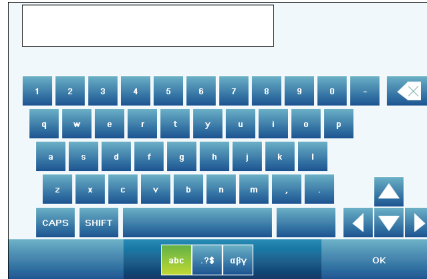 1 2 3 4 5 6 7 8 9 0 -
q w e r t y u i o p
a s d f g h j k l
z x c v b n m , .
CAPS SHIFT
abc .?$ αβγ OK